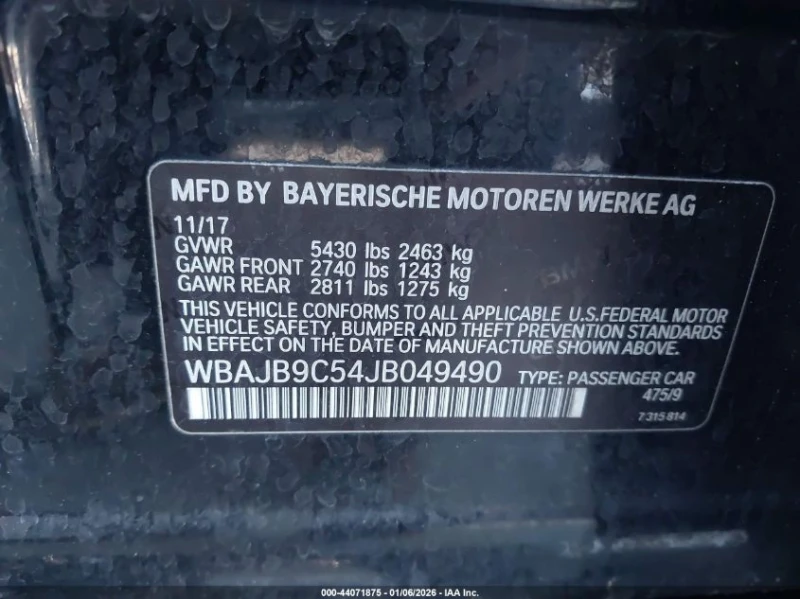 MFD BY BAYERISCHE MOTOREN WERKE AG
11/17
GVWR 5430 lbs 2463 kg
GAWR FRONT 2740 lbs 1243 kg
GAWR REAR 2811 lbs 1275 kg
THIS VEHICLE CONFORMS TO ALL APPLICABLE U.S.FEDERAL MOTOR
VEHICLE SAFETY, BUMPER AND THEFT PREVENTION STANDARDS
IN EFFECT ON THE DATE OF MANUFACTURE SHOWN ABOVE.
WBAJB9C54JB049490 TYPE: PASSENGER CAR
475/9
7315814
000-44071875 - 01/06/2026 - IAA Inc.